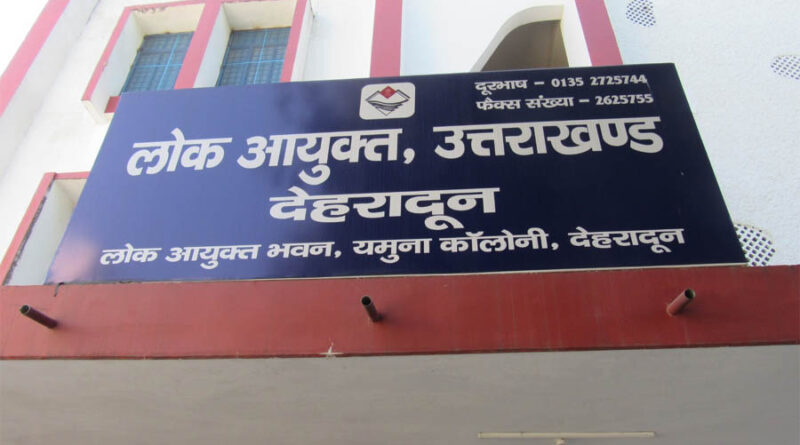 दूरभाष – 0135 2725744
फैक्स संख्या – 2625755
लोक आयुक्त, उत्तराखण्ड
देहरादून
लोक आयुक्त भवन, यमुना कॉलोनी, देहरादून